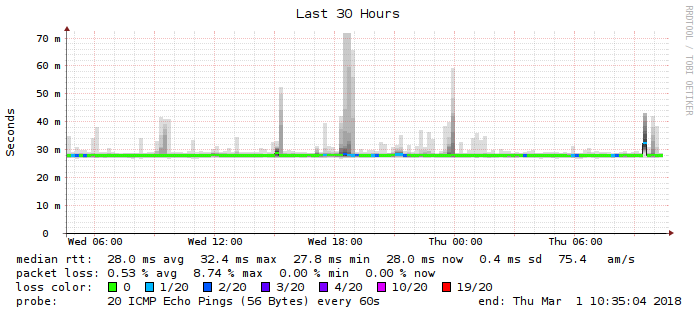 Last 30 Hours
RRDTOOL / TOBI OETIKER
Seconds
70 m
60 m
50 m
40 m
30 m
20 m
10 m
0
Wed 06:00 Wed 12:00 Wed 18:00 Thu 00:00 Thu 06:00
median rtt: 28.0 ms avg 32.4 ms max 27.8 ms min 28.0 ms now 0.4 ms sd 75.4 am/s
packet loss: 0.53 % avg 8.74 % max 0.00 % min 0.00 % now
loss color: 0 1/20 2/20 3/20 4/20 10/20 19/20
probe: 20 ICMP Echo Pings (56 Bytes) every 60s end: Thu Mar 1 10:35:04 2018